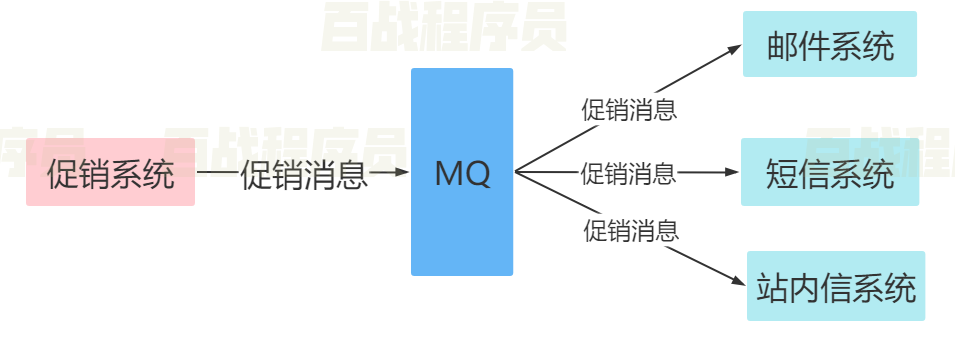 百战程序员
邮件系统
促销消息
序员
百战程序员
百战程
促销系统
促销消息
MQ
促销消息
短信系统
促销消息
站内信系统